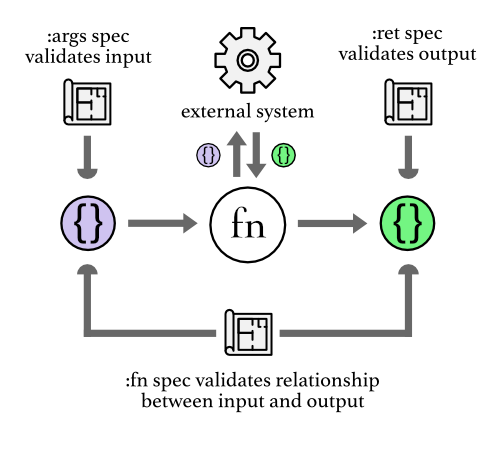 :args spec
validates input
:ret spec
validates output
external system
{}
{}
{}
fn
{}
:fn spec validates relationship
between input and output